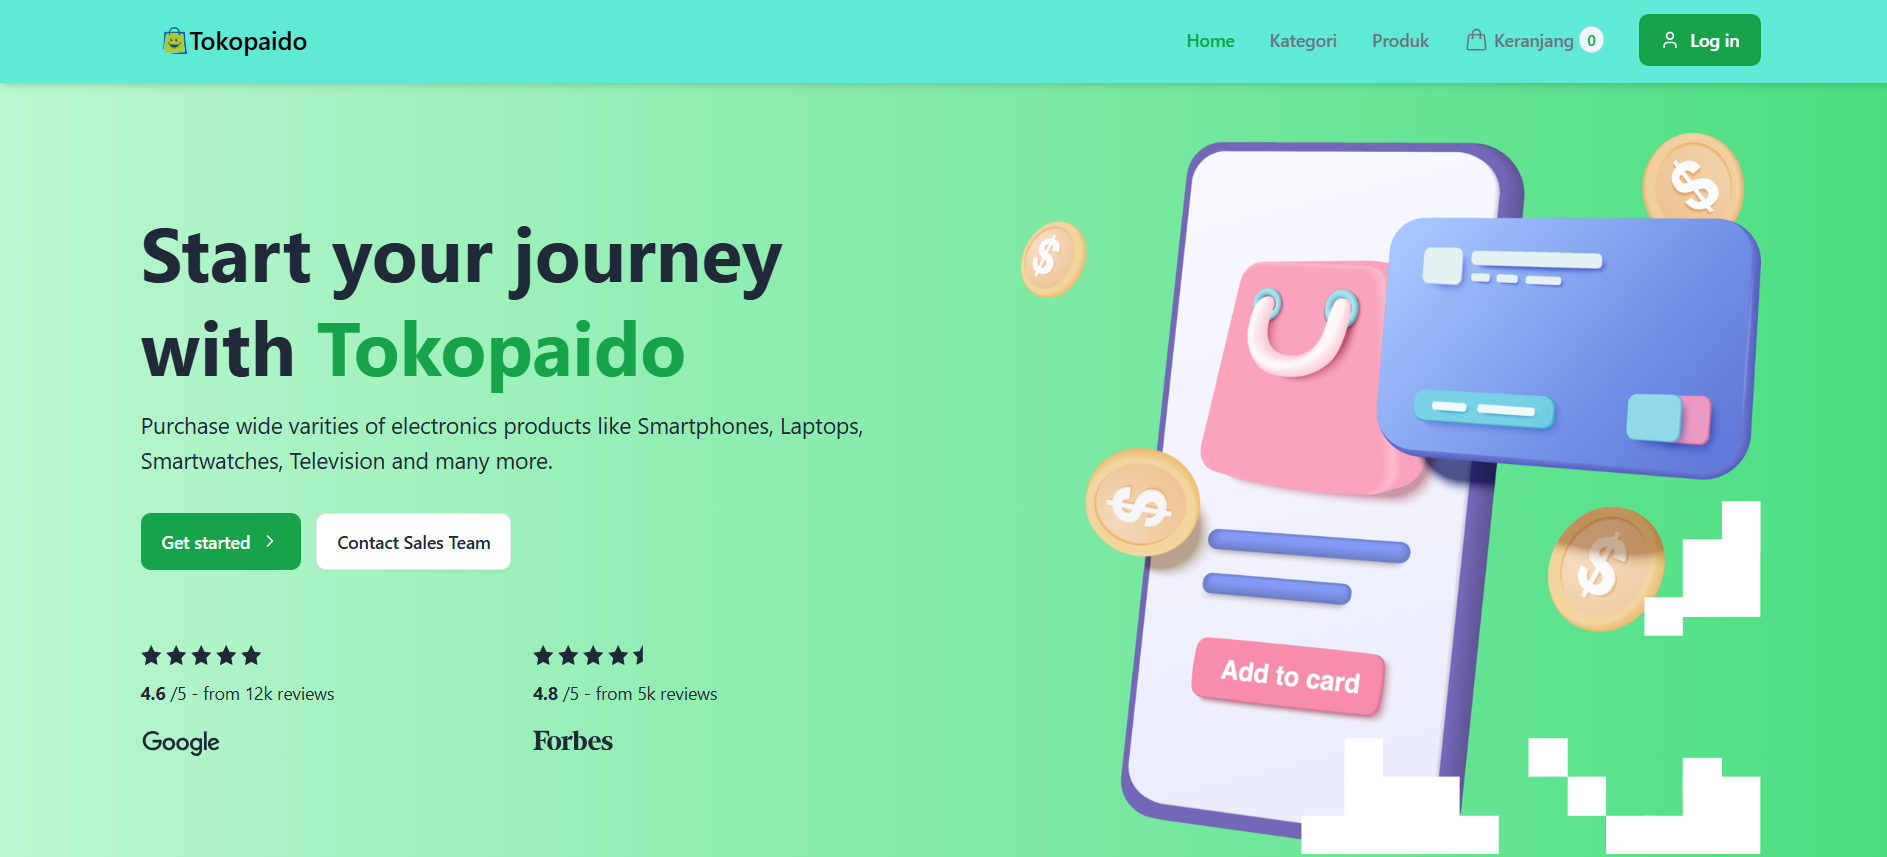 Tokopaido
Home Kategori Produk Keranjang 0 Log in
Start your journey
with Tokopaido
Purchase wide varities of electronics products like Smartphones, Laptops,
Smartwatches, Television and many more.
Get started Contact Sales Team
4.6 /5 - from 12k reviews
4.8 /5 - from 5k reviews
Google
Forbes
$
$
$
$
Add to card